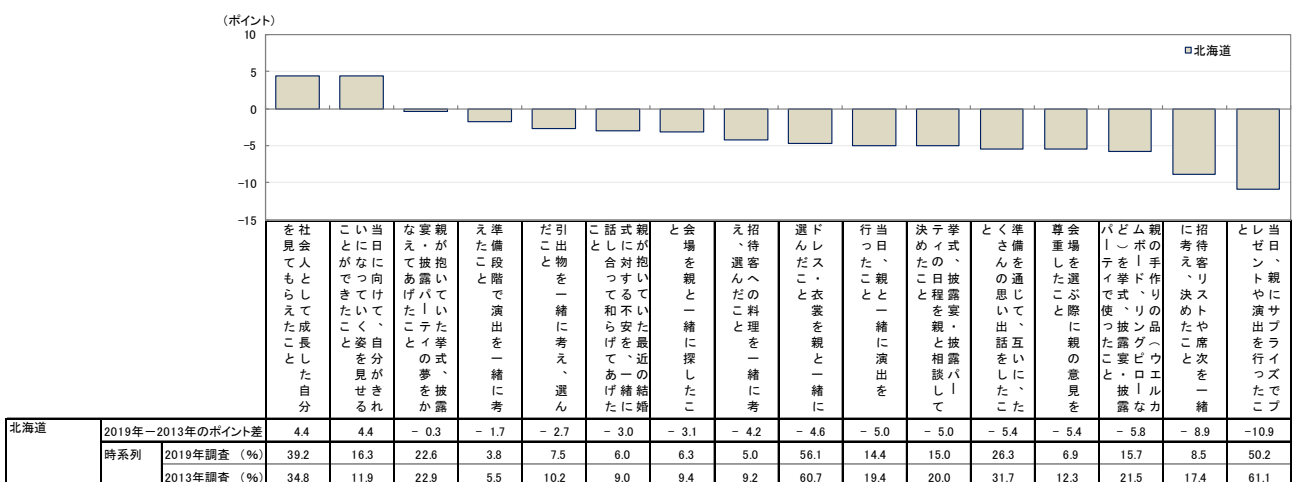 (ポイント)
10
5
0
-5
-10
-15
北海道
社会人として成長した自分
を見てもらえたこと
当日に向けて、自分がきれ
いになっていく姿を見せる
ことができたこと
親が抱いていた挙式、披露
宴・披露パーティの夢をか
なえてあげたこと
準備段階で演出を一緒に考
えたこと
引出物を一緒に考え、選ん
だこと
親が抱いていた最近の結婚
式に対する不安を、一緒に
話し合って和らげてあげた
こと
会場を親と一緒に探したこ
と
招待客への料理を一緒に考
え、選んだこと
ドレス・衣裳を親と一緒に
選んだこと
当日、親と一緒に演出を
行ったこと
挙式、披露宴・披露パー
ティの日程を親と相談して
決めたこと
準備を通じて、互いに、た
くさんの思い出話をしたこ
と
会場を選ぶ際に親の意見を
尊重したこと
親の手作りの品(ウエルカ
ムボード、リングピローな
ど)を挙式、披露宴・披露
パーティで使ったこと
招待客リストや席次を一緒
に考え、決めたこと
当日、親にサプライズでプ
レゼントや演出を行ったこ
と
北海道
2019年-2013年のポイント差 4.4 4.4 - 0.3 - 1.7 - 2.7 - 3.0 - 3.1 - 4.2 - 4.6 - 5.0 - 5.0 - 5.4 - 5.4 - 5.8 - 8.9 -10.9
時系列 2019年調査 (%) 39.2 16.3 22.6 3.8 7.5 6.0 6.3 5.0 56.1 14.4 15.0 26.3 6.9 15.7 8.5 50.2
2013年調査 (%) 34.8 11.9 22.9 5.5 10.2 9.0 9.4 9.2 60.7 19.4 20.0 31.7 12.3 21.5 17.4 61.1